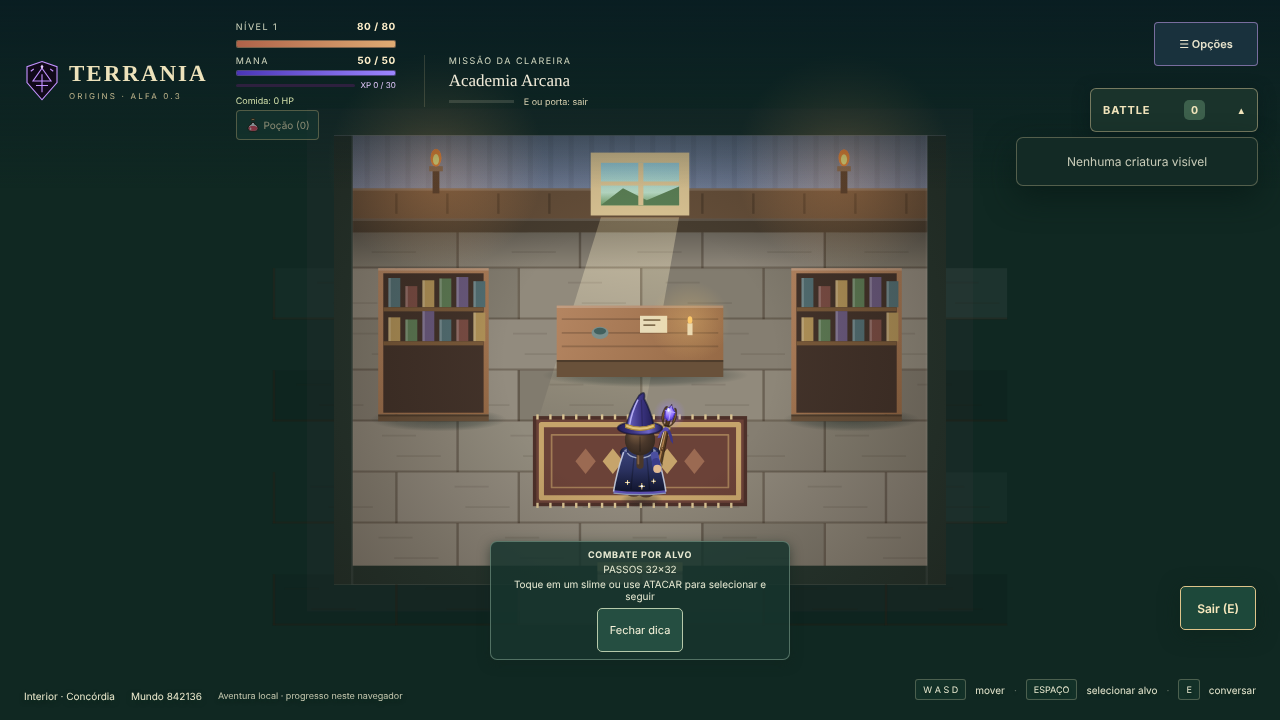 TERRANIA
ORIGINS · ALFA 0.3
NÍVEL 1 80 / 80
MANA 50 / 50
XP 0 / 30
Comida: 0 HP
Poção (0)
MISSÃO DA CLAREIRA
Academia Arcana
E ou porta: sair
☰ Opções
BATTLE 0 ▲
Nenhuma criatura visível
COMBATE POR ALVO
PASSOS 32×32
Toque em um slime ou use ATACAR para selecionar e
seguir
Fechar dica
Sair (E)
Interior · Concórdia Mundo 842136 Aventura local · progresso neste navegador
W A S D mover · ESPAÇO selecionar alvo · E conversar